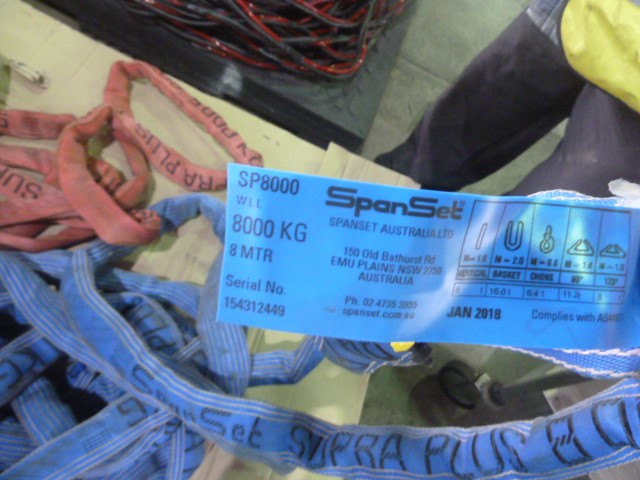 SP8000
W.L.L
8000 KG
8 MTR
Serial No.
154312449
SpanSet
SPANSET AUSTRALIA LTD
150 Old Bathurst Rd
EMU PLAINS NSW 2750
AUSTRALIA
Ph. 02 4735 3955
spanset.com.au
JAN 2018
VERTICAL BASKET CHOKE
Complies with
SpanSet SUPRA PLUS
SUPRA PLUS